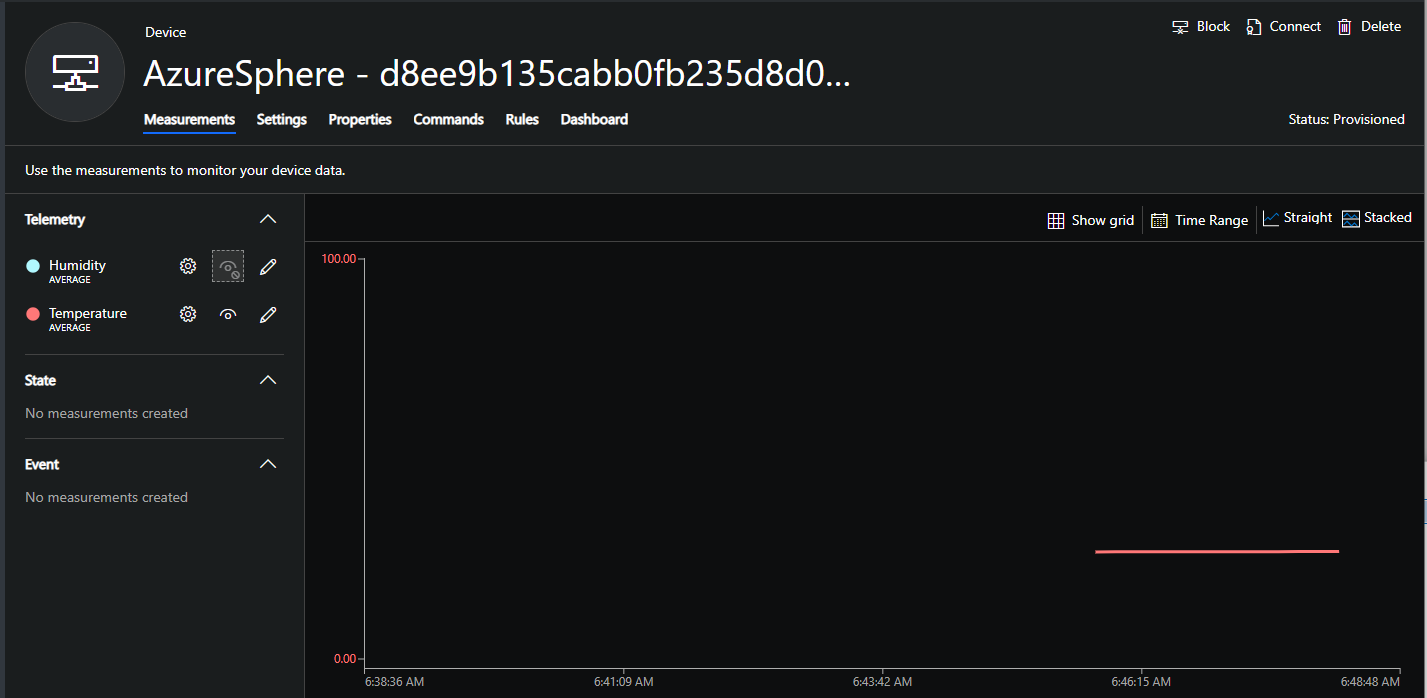 Device
Block Connect Delete
AzureSphere - d8ee9b135cabb0fb235d8d0...
Measurements Settings Properties Commands Rules Dashboard
Status: Provisioned
Use the measurements to monitor your device data.
Telemetry
Show grid Time Range Straight Stacked
Humidity
AVERAGE
Temperature
AVERAGE
State
No measurements created
Event
No measurements created
100.00
0.00
6:38:36 AM 6:41:09 AM 6:43:42 AM 6:46:15 AM 6:48:48 AM